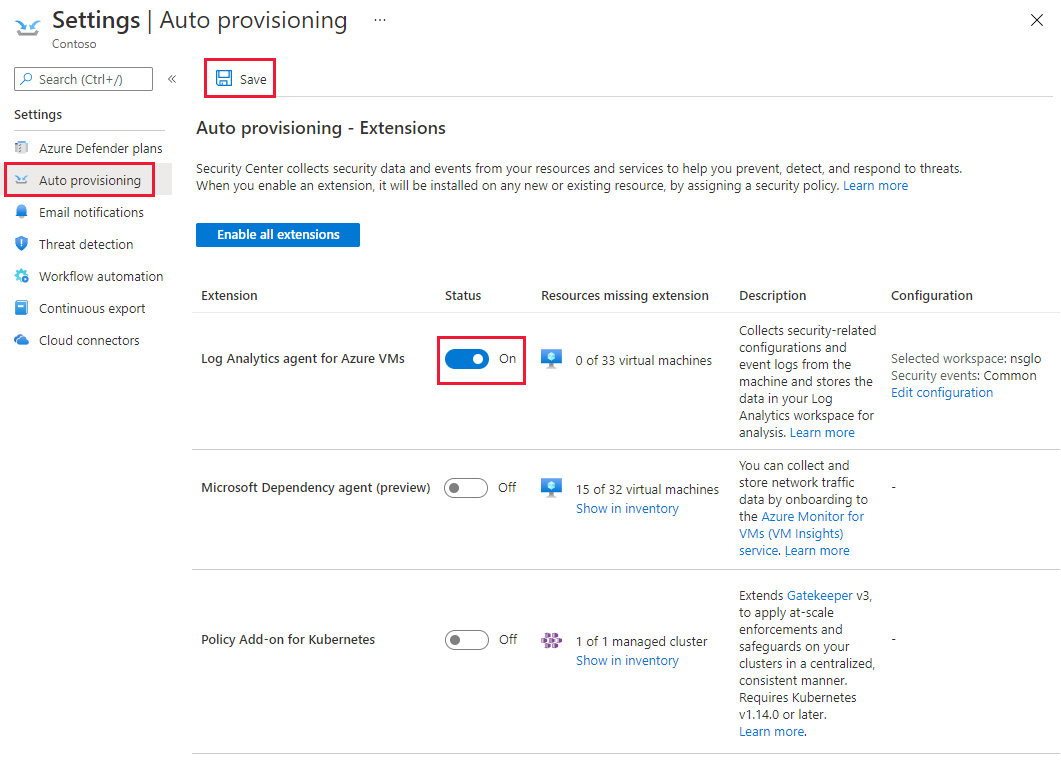 Settings | Auto provisioning ...
Contoso
Search (Ctrl+/)
«
Save
Settings
Azure Defender plans
Auto provisioning
Email notifications
Threat detection
Workflow automation
Continuous export
Cloud connectors
Auto provisioning - Extensions
Security Center collects security data and events from your resources and services to help you prevent, detect, and respond to threats.
When you enable an extension, it will be installed on any new or existing resource, by assigning a security policy. Learn more
Enable all extensions
Extension Status Resources missing extension Description Configuration
Log Analytics agent for Azure VMs
On
0 of 33 virtual machines
Collects security-related
configurations and
event logs from the
machine and stores the
data in your Log
Analytics workspace for
analysis. Learn more
Selected workspace: nsglo
Security events: Common
Edit configuration
Microsoft Dependency agent (preview)
Off
15 of 32 virtual machines
Show in inventory
You can collect and
store network traffic
data by onboarding to
the Azure Monitor for
VMs (VM Insights)
service. Learn more
-
Policy Add-on for Kubernetes
Off
1 of 1 managed cluster
Show in inventory
Extends Gatekeeper v3,
to apply at-scale
enforcements and
safeguards on your
clusters in a centralized,
consistent manner.
Requires Kubernetes
v1.14.0 or later.
Learn more.
-